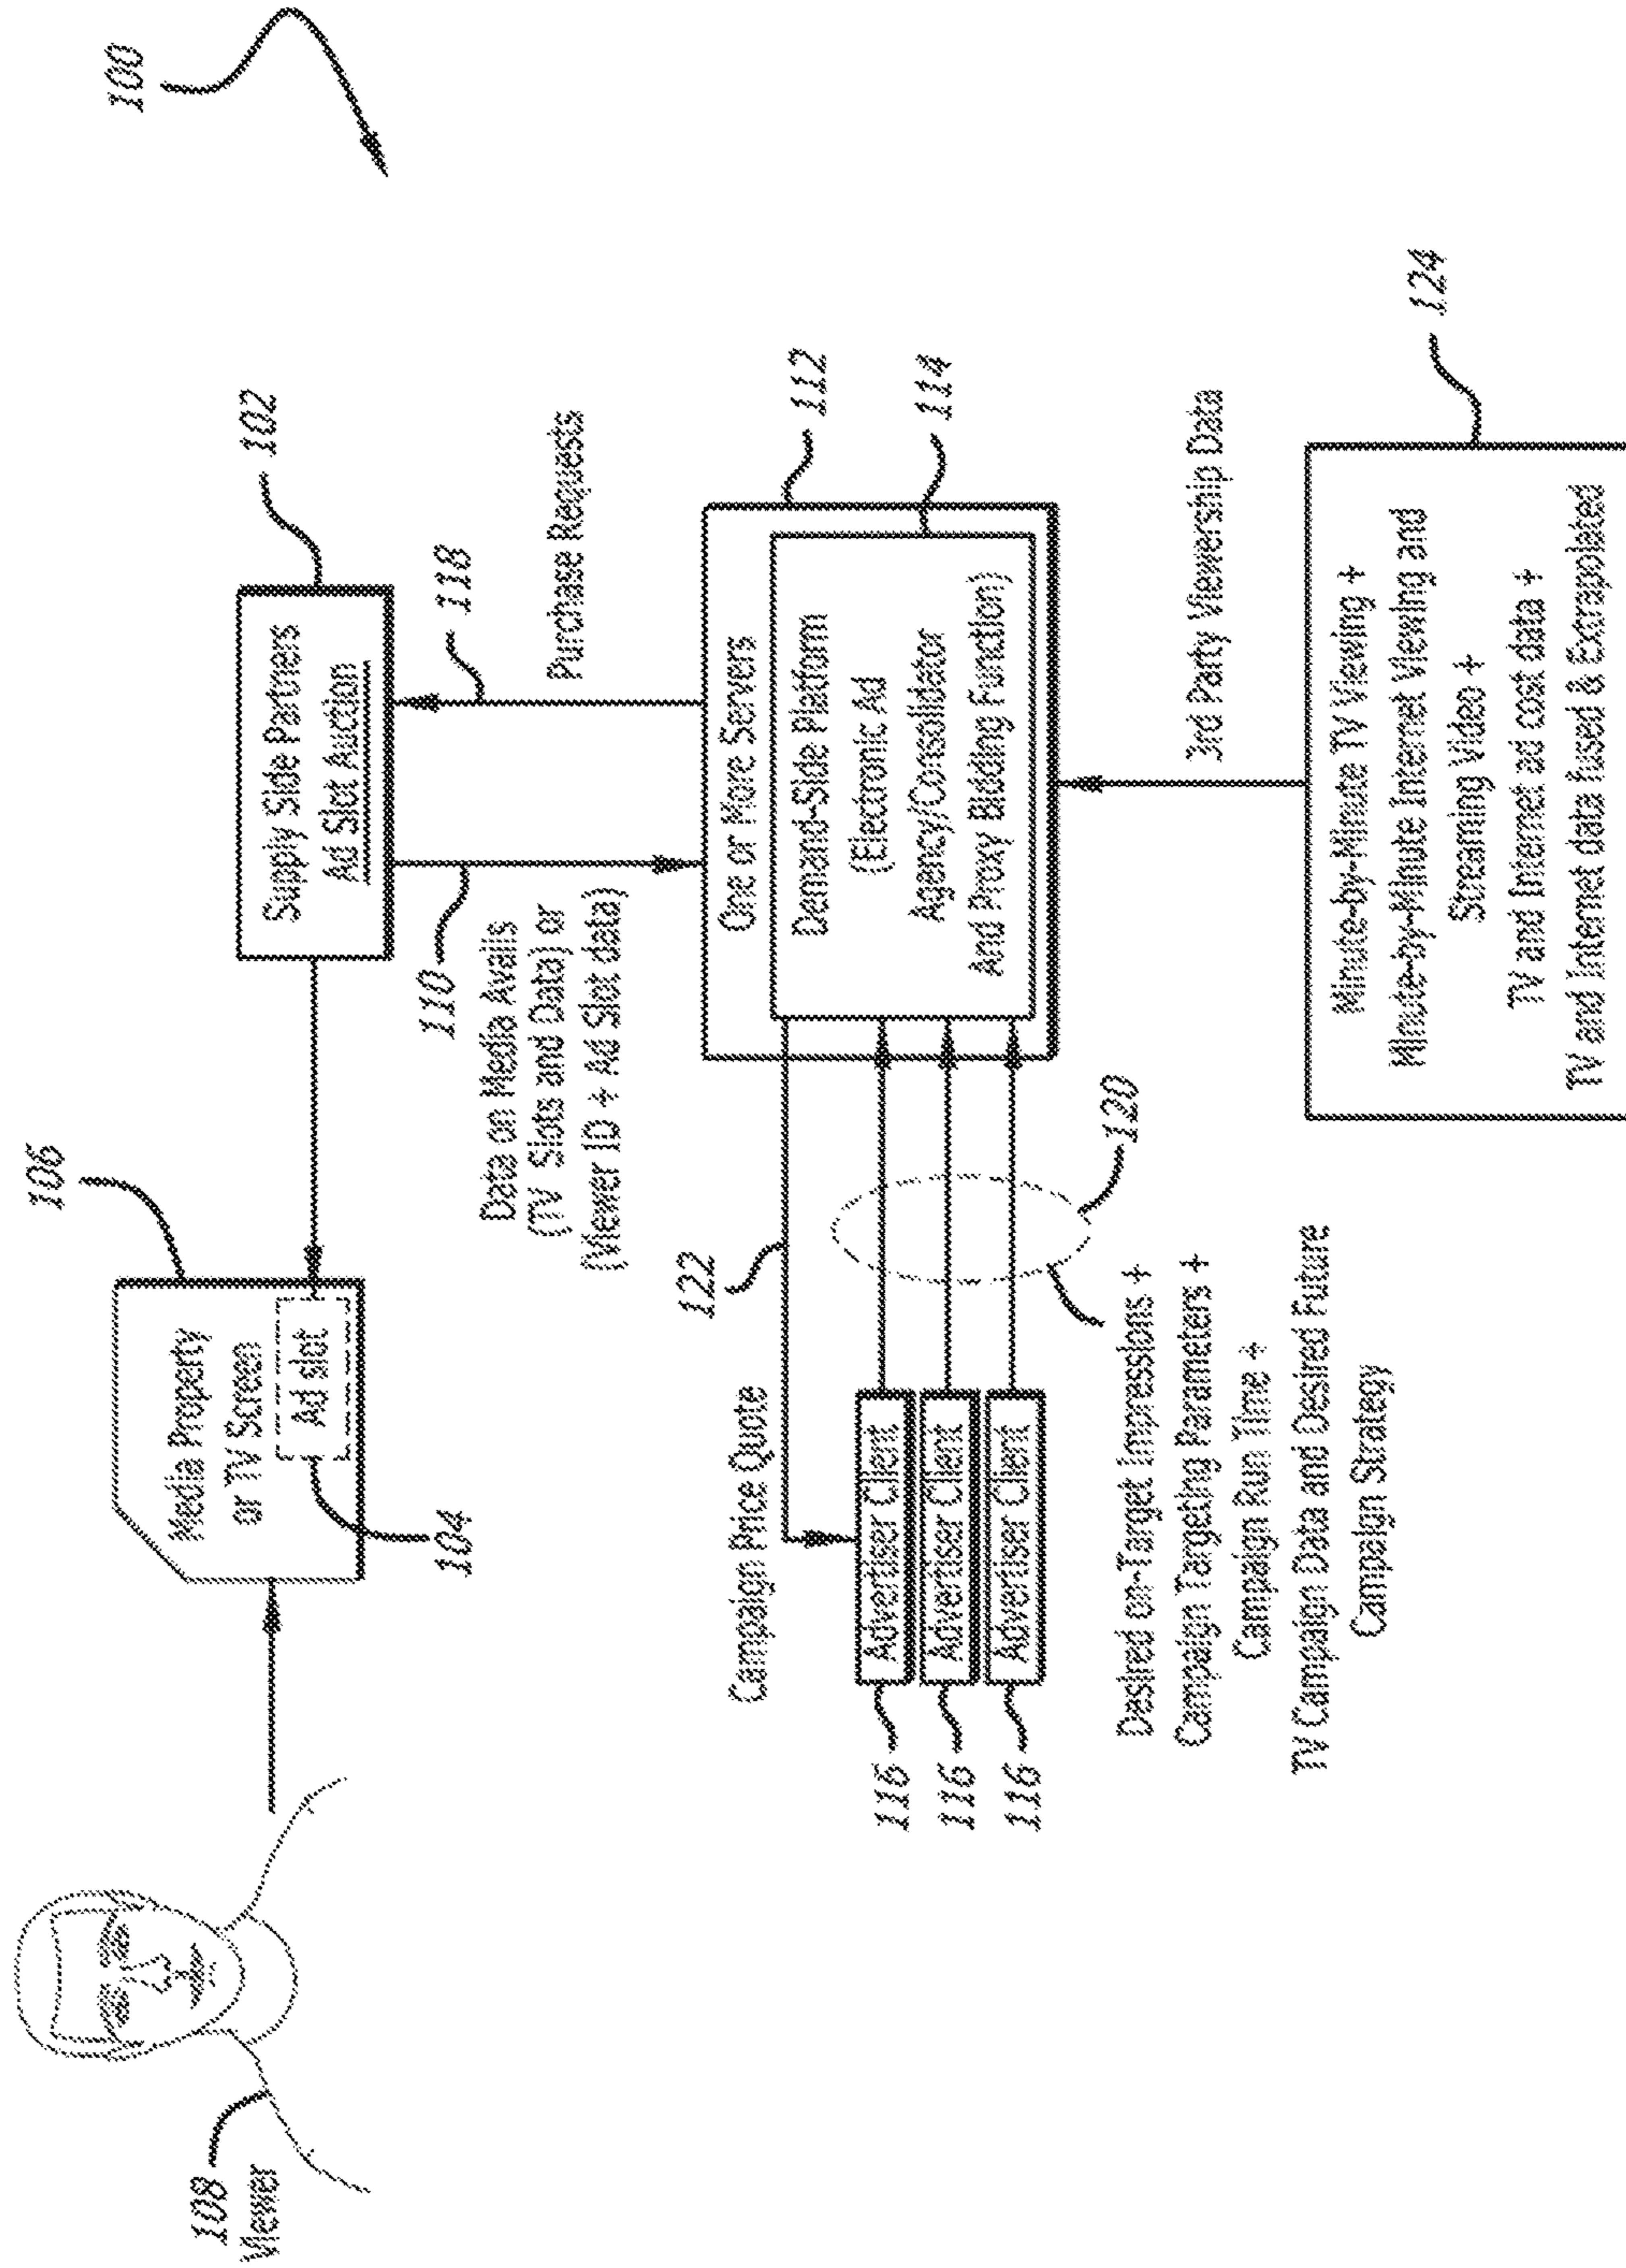 100
106
Media Property
or TV Screen
Ad slot
104
108
Viewer
102
Supply Side Partners
Ad Slot Auction
110
Data on Media Avails
(TV Slots and Data) or
(Viewer ID + Ad Slot data)
118
Purchase Requests
112
One or More Servers
114
Demand-Side Platform
(Electronic Ad
Agency/Consolidator
And Proxy Bidding Function)
122
Campaign Price Quote
116
Advertiser Client
116
Advertiser Client
116
Advertiser Client
120
Desired on-Target Impressions +
Campaign Targeting Parameters +
Campaign Run Time +
TV Campaign Data and Desired Future
Campaign Strategy
3rd Party Viewership Data
124
Minute-by-Minute TV Viewing +
Minute-by-Minute Internet Viewing and
Streaming Video +
TV and Internet ad cost data +
TV and Internet data fused & Exrapolated